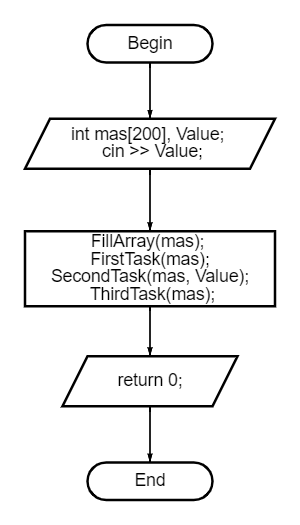 Begin
int mas[200], Value;
cin >> Value;
FillArray(mas);
FirstTask(mas);
SecondTask(mas, Value);
ThirdTask(mas);
return 0;
End